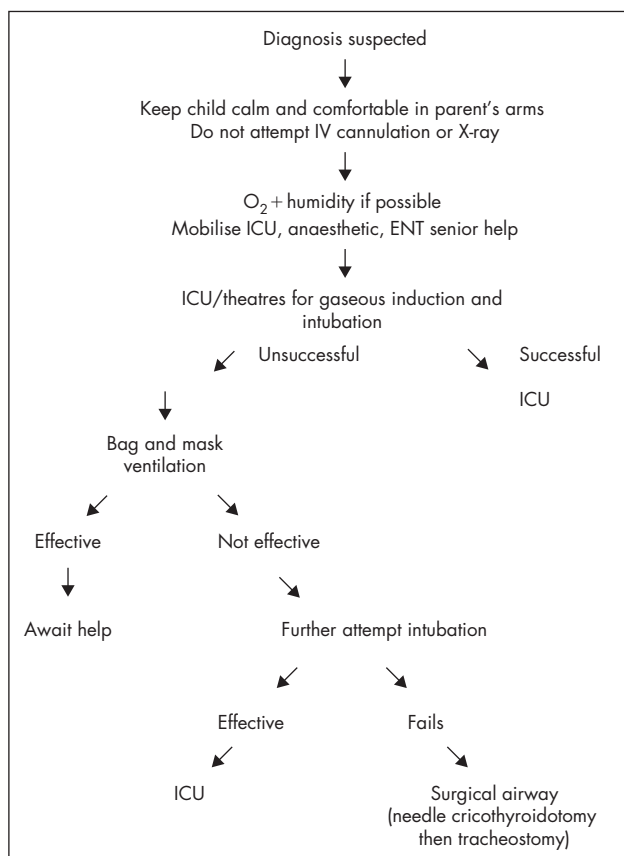 Diagnosis suspected
Keep child calm and comfortable in parent's arms
Do not attempt IV cannulation or X-ray
O₂ + humidity if possible
Mobilise ICU, anaesthetic, ENT senior help
ICU/theatres for gaseous induction and
intubation
Unsuccessful
Successful
ICU
Bag and mask
ventilation
Effective
Not effective
Await help
Further attempt intubation
Effective
Fails
ICU
Surgical airway
(needle cricothyroidotomy
then tracheostomy)